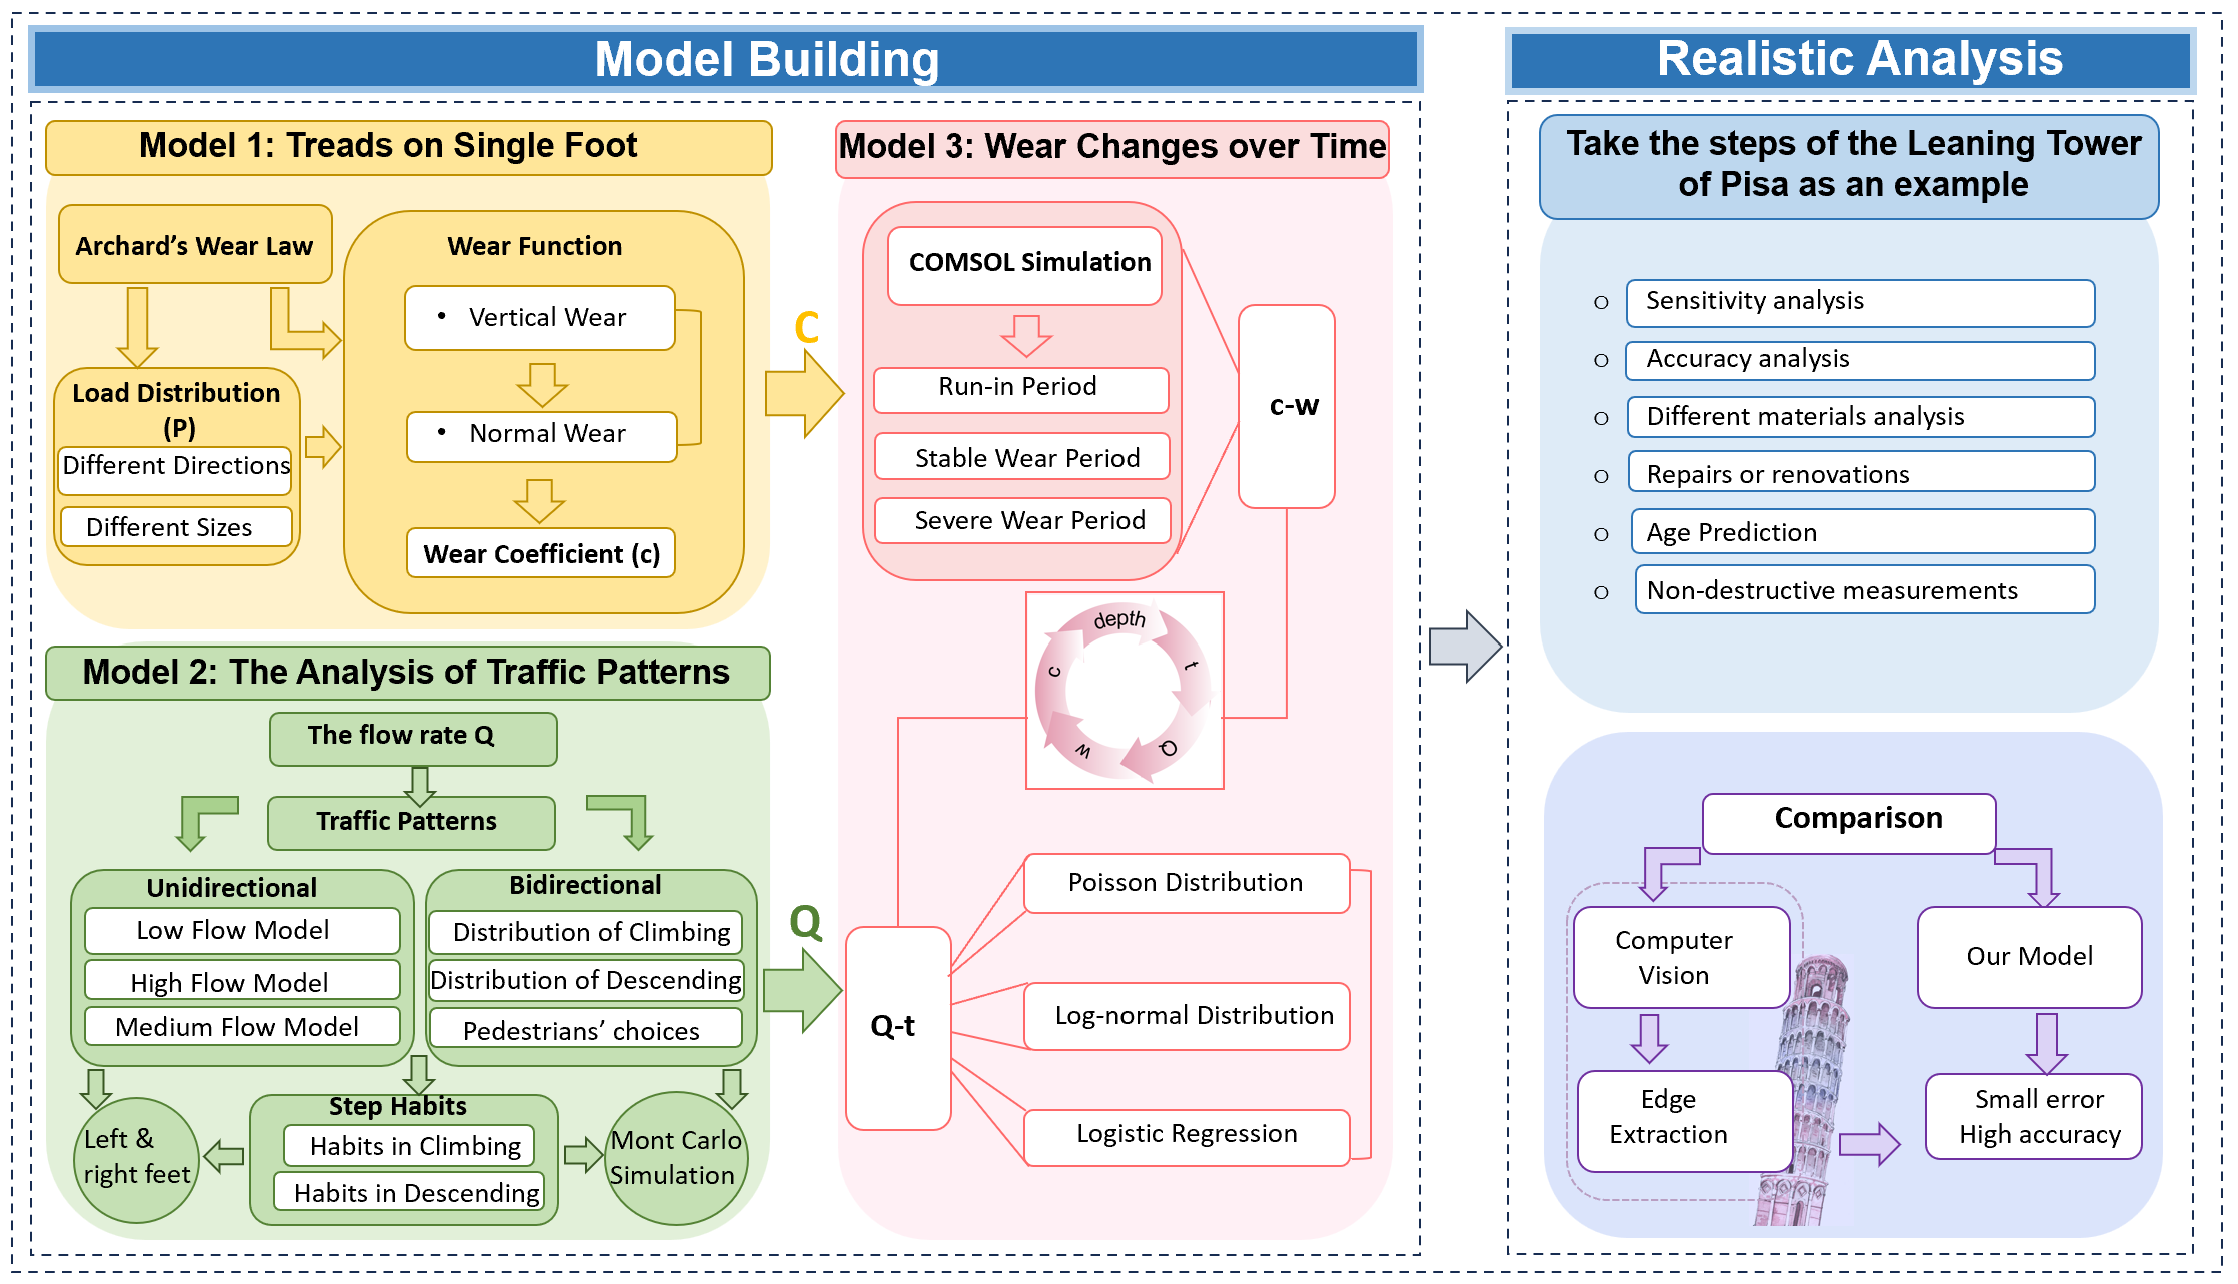 Model Building
Model 1: Treads on Single Foot
Archard’s Wear Law
Load Distribution
(P)
Different Directions
Different Sizes
Wear Function
• Vertical Wear
• Normal Wear
Wear Coefficient (c)
C
Model 2: The Analysis of Traffic Patterns
The flow rate Q
Traffic Patterns
Unidirectional
Low Flow Model
High Flow Model
Medium Flow Model
Bidirectional
Distribution of Climbing
Distribution of Descending
Pedestrians’ choices
Left &
right feet
Step Habits
Habits in Climbing
Habits in Descending
Mont Carlo
Simulation
Q
Model 3: Wear Changes over Time
COMSOL Simulation
Run-in Period
Stable Wear Period
Severe Wear Period
c-w
depth
t
Q
w
c
Q-t
Poisson Distribution
Log-normal Distribution
Logistic Regression
Realistic Analysis
Take the steps of the Leaning Tower
of Pisa as an example
o Sensitivity analysis
o Accuracy analysis
o Different materials analysis
o Repairs or renovations
o Age Prediction
o Non-destructive measurements
Comparison
Computer
Vision
Edge
Extraction
Our Model
Small error
High accuracy